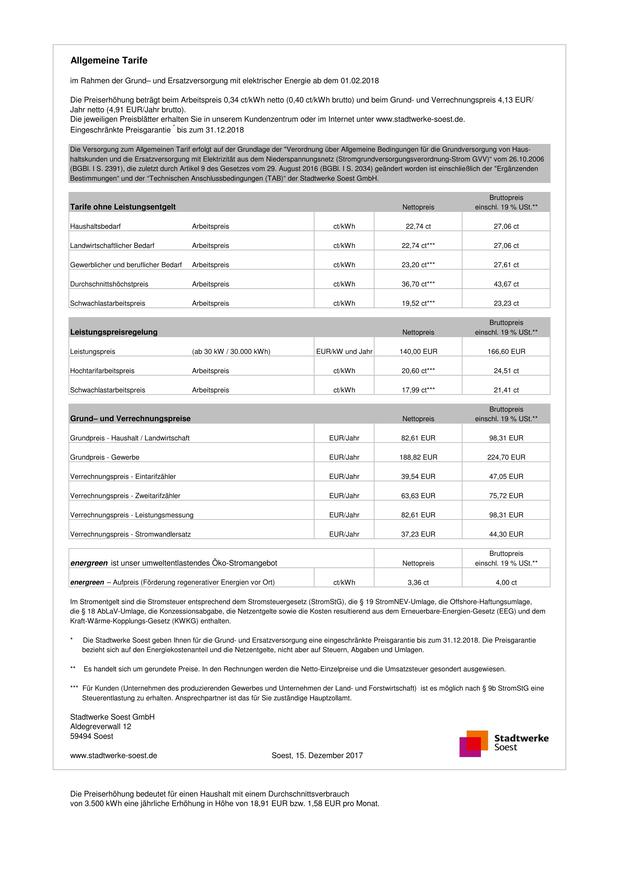 Allgemeine Tarife
im Rahmen der Grund– und Ersatzversorgung mit elektrischer Energie ab dem 01.02.2018
Die Preiserhöhung beträgt beim Arbeitspreis 0,34 ct/kWh netto (0,40 ct/kWh brutto) und beim Grund- und Verrechnungspreis 4,13 EUR/
Jahr netto (4,91 EUR/Jahr brutto).
Die jeweiligen Preisblätter erhalten Sie in unserem Kundenzentrum oder im Internet unter www.stadtwerke-soest.de.
Eingeschränkte Preisgarantie * bis zum 31.12.2018
Die Versorgung zum Allgemeinen Tarif erfolgt auf der Grundlage der "Verordnung über Allgemeine Bedingungen für die Grundversorgung von Haus-
haltskunden und die Ersatzversorgung mit Elektrizität aus dem Niederspannungsnetz (Stromgrundversorgungsverordnung-Strom GVV)“ vom 26.10.2006
(BGBl. I S. 2391), die zuletzt durch Artikel 9 des Gesetzes vom 29. August 2016 (BGBl. I S. 2034) geändert worden ist einschließlich der "Ergänzenden
Bestimmungen“ und der "Technischen Anschlussbedingungen (TAB)“ der Stadtwerke Soest GmbH.
Tarife ohne Leistungsentgelt Nettopreis Bruttopreis einschl. 19 % USt.**
Haushaltsbedarf Arbeitspreis ct/kWh 22,74 ct 27,06 ct
Landwirtschaftlicher Bedarf Arbeitspreis ct/kWh 22,74 ct*** 27,06 ct
Gewerblicher und beruflicher Bedarf Arbeitspreis ct/kWh 23,20 ct*** 27,61 ct
Durchschnittshöchstpreis Arbeitspreis ct/kWh 36,70 ct*** 43,67 ct
Schwachlastarbeitspreis Arbeitspreis ct/kWh 19,52 ct*** 23,23 ct
Leistungspreisregelung Nettopreis Bruttopreis einschl. 19 % USt.**
Leistungspreis (ab 30 kW / 30.000 kWh) EUR/kW und Jahr 140,00 EUR 166,60 EUR
Hochtarifarbeitspreis Arbeitspreis ct/kWh 20,60 ct*** 24,51 ct
Schwachlastarbeitspreis Arbeitspreis ct/kWh 17,99 ct*** 21,41 ct
Grund– und Verrechnungspreise Nettopreis Bruttopreis einschl. 19 % USt.**
Grundpreis - Haushalt / Landwirtschaft EUR/Jahr 82,61 EUR 98,31 EUR
Grundpreis - Gewerbe EUR/Jahr 188,82 EUR 224,70 EUR
Verrechnungspreis - Eintarifzähler EUR/Jahr 39,54 EUR 47,05 EUR
Verrechnungspreis - Zweitarifzähler EUR/Jahr 63,63 EUR 75,72 EUR
Verrechnungspreis - Leistungsmessung EUR/Jahr 82,61 EUR 98,31 EUR
Verrechnungspreis - Stromwandlersatz EUR/Jahr 37,23 EUR 44,30 EUR
energreen ist unser umweltentlastendes Öko-Stromangebot Nettopreis Bruttopreis einschl. 19 % USt.**
energreen – Aufpreis (Förderung regenerativer Energien vor Ort) ct/kWh 3,36 ct 4,00 ct
Im Stromentgelt sind die Stromsteuer entsprechend dem Stromsteuergesetz (StromStG), die § 19 StromNEV-Umlage, die Offshore-Haftungsumlage,
die § 18 AbLaV-Umlage, die Konzessionsabgabe, die Netzentgelte sowie die Kosten resultierend aus dem Erneuerbare-Energien-Gesetz (EEG) und dem
Kraft-Wärme-Kopplungs-Gesetz (KWKG) enthalten.
* Die Stadtwerke Soest geben Ihnen für die Grund- und Ersatzversorgung eine eingeschränkte Preisgarantie bis zum 31.12.2018. Die Preisgarantie
bezieht sich auf den Energiekostenanteil und die Netzentgelte, nicht aber auf Steuern, Abgaben und Umlagen.
** Es handelt sich um gerundete Preise. In den Rechnungen werden die Netto-Einzelpreise und die Umsatzsteuer gesondert ausgewiesen.
*** Für Kunden (Unternehmen des produzierenden Gewerbes und Unternehmen der Land- und Forstwirtschaft) ist es möglich nach § 9b StromStG eine
Steuerentlastung zu erhalten. Ansprechpartner ist das für Sie zuständige Hauptzollamt.
Stadtwerke Soest GmbH
Aldegreverwall 12
59494 Soest
www.stadtwerke-soest.de Soest, 15. Dezember 2017
Stadtwerke
Soest
Die Preiserhöhung bedeutet für einen Haushalt mit einem Durchschnittsverbrauch
von 3.500 kWh eine jährliche Erhöhung in Höhe von 18,91 EUR bzw. 1,58 EUR pro Monat.